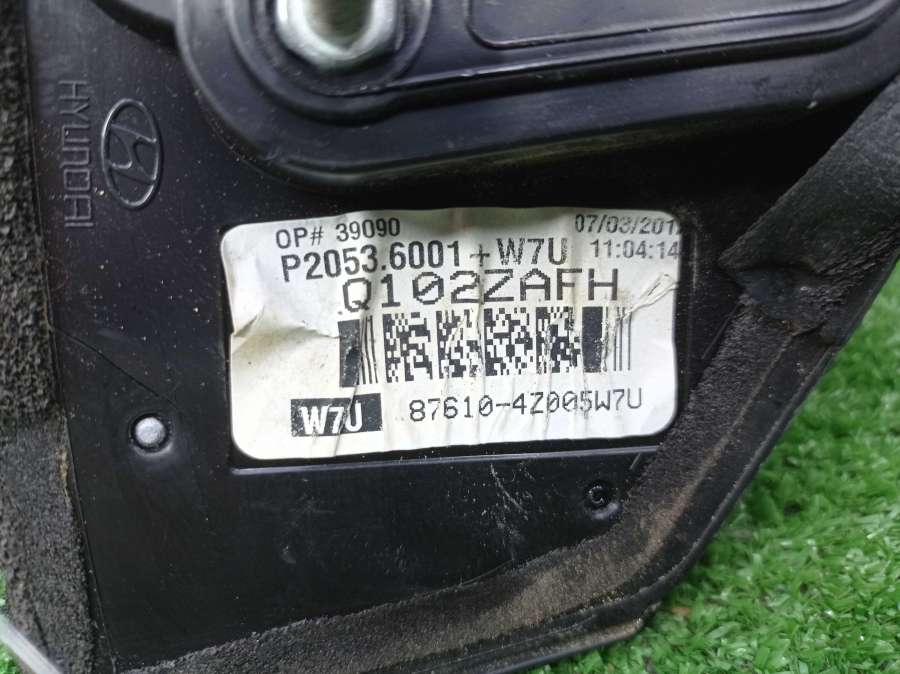 HYUNDAI
OP# 39090
07/03/201
P2053.6001+W7U
11:04:14
Q102ZAFH
W7U
87610-4Z005W7U